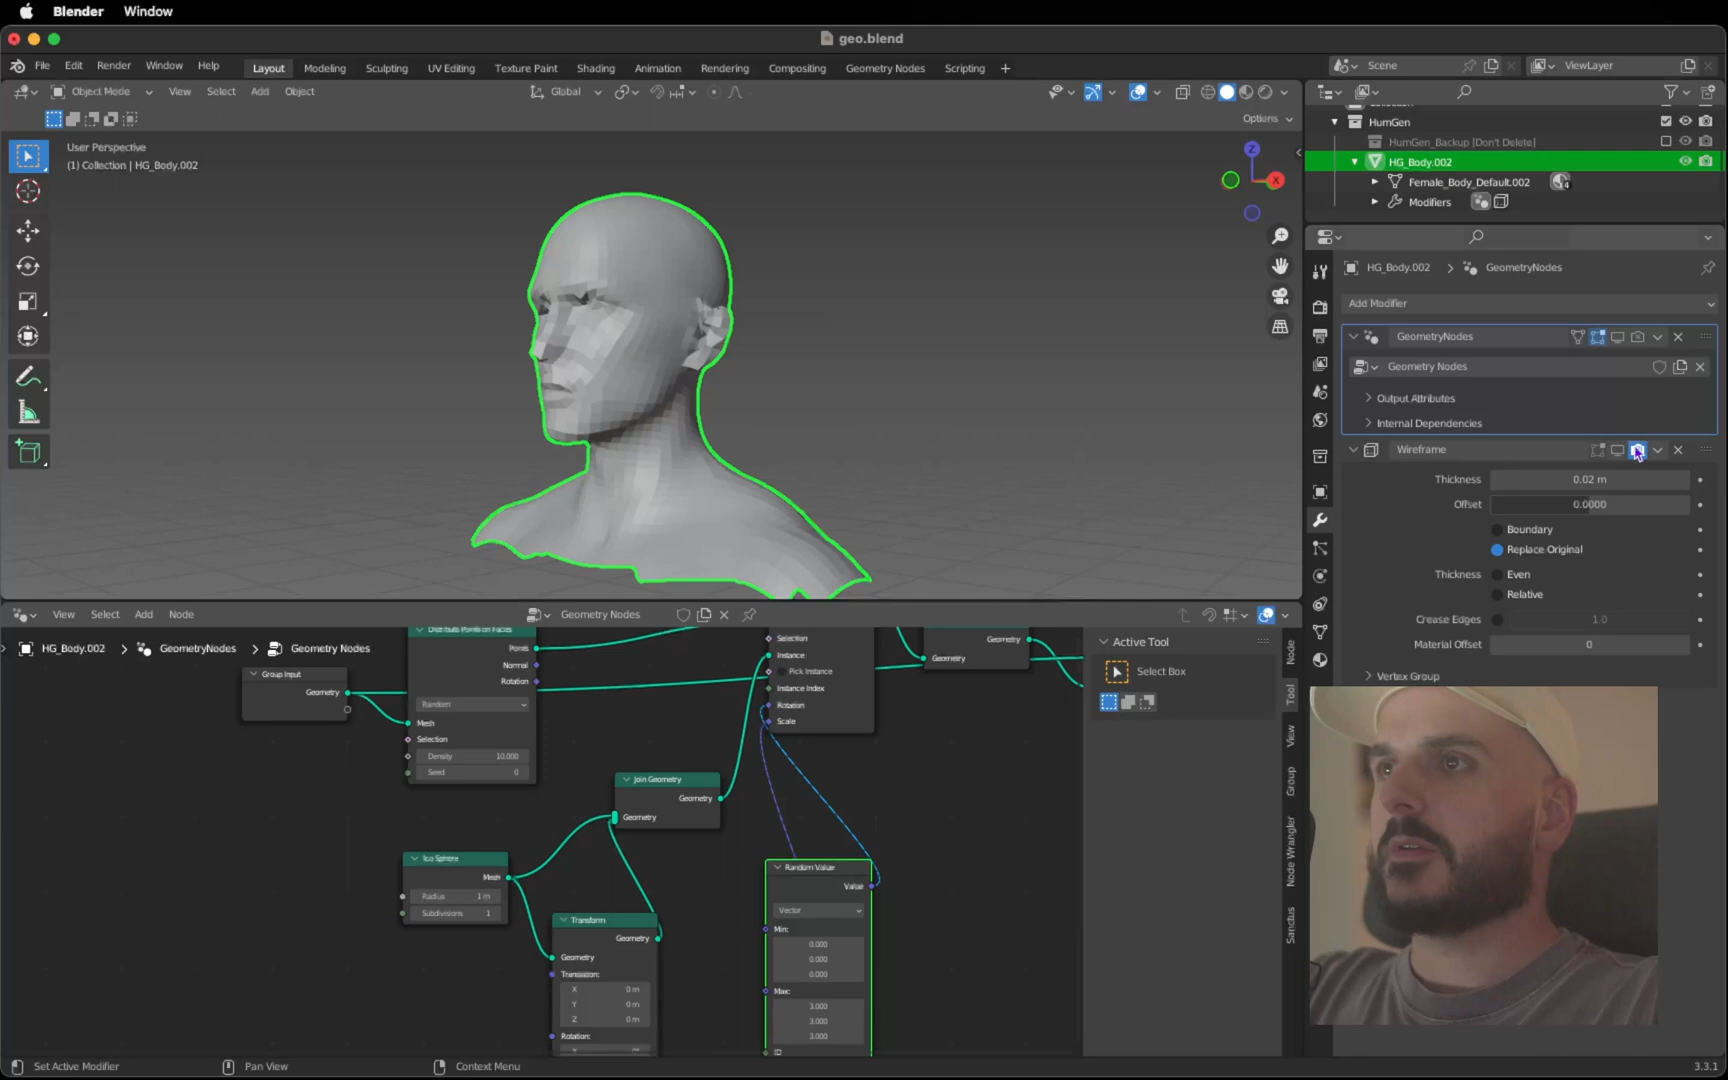 Blender Window
geo.blend
File Edit Render Window Help
Layout Modeling Sculpting UV Editing Texture Paint Shading Animation Rendering Compositing Geometry Nodes Scripting +
Scene
ViewLayer
Object Mode View Select Add Object
Global
Options
User Perspective
(1) Collection | HG_Body.002
Z
X
HumGen
HumGen_Backup [Don't Delete]
HG_Body.002
Female_Body_Default.002
4
Modifiers
HG_Body.002 > GeometryNodes
Add Modifier
GeometryNodes
Geometry Nodes
Output Attributes
Internal Dependencies
Wireframe
Thickness 0.02 m
Offset 0.0000
Boundary
Replace Original
Thickness Even
Relative
Crease Edges 1.0
Material Offset 0
Vertex Group
View Select Add Node
Geometry Nodes
HG_Body.002 > GeometryNodes > Geometry Nodes
Group Input
Geometry
Distribute Points on Faces
Points
Normal
Rotation
Random
Mesh
Selection
Density 10.000
Seed 0
Selection
Instance
Pick Instance
Instance Index
Rotation
Scale
Geometry
Geometry
Join Geometry
Geometry
Geometry
Ico Sphere
Mesh
Radius 1 m
Subdivisions 1
Transform
Geometry
Geometry
Translation:
X 0 m
Y 0 m
Z 0 m
Rotation:
X 0°
Random Value
Value
Vector
Min:
0.000
0.000
0.000
Max:
3.000
3.000
3.000
ID
Active Tool
Select Box
Node
Tool
View
Group
Node Wrangler
Sanctus
Set Active Modifier
Pan View
Context Menu
3.3.1